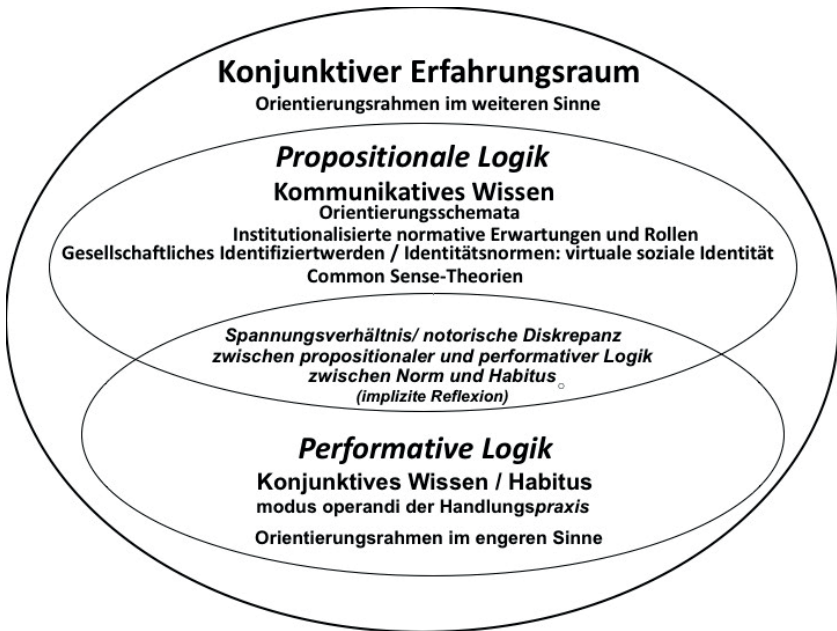 Konjunktiver Erfahrungsraum
Orientierungsrahmen im weiteren Sinne
Propositionale Logik
Kommunikatives Wissen
Orientierungsschemata
Institutionalisierte normative Erwartungen und Rollen
Gesellschaftliches Identifiziertwerden / Identitätsnormen: virtuale soziale Identität
Common Sense-Theorien
Spannungsverhältnis/ notorische Diskrepanz
zwischen propositionaler und performativer Logik
zwischen Norm und Habitus
(implizite Reflexion)
Performative Logik
Konjunktives Wissen / Habitus
modus operandi der Handlungspraxis
Orientierungsrahmen im engeren Sinne